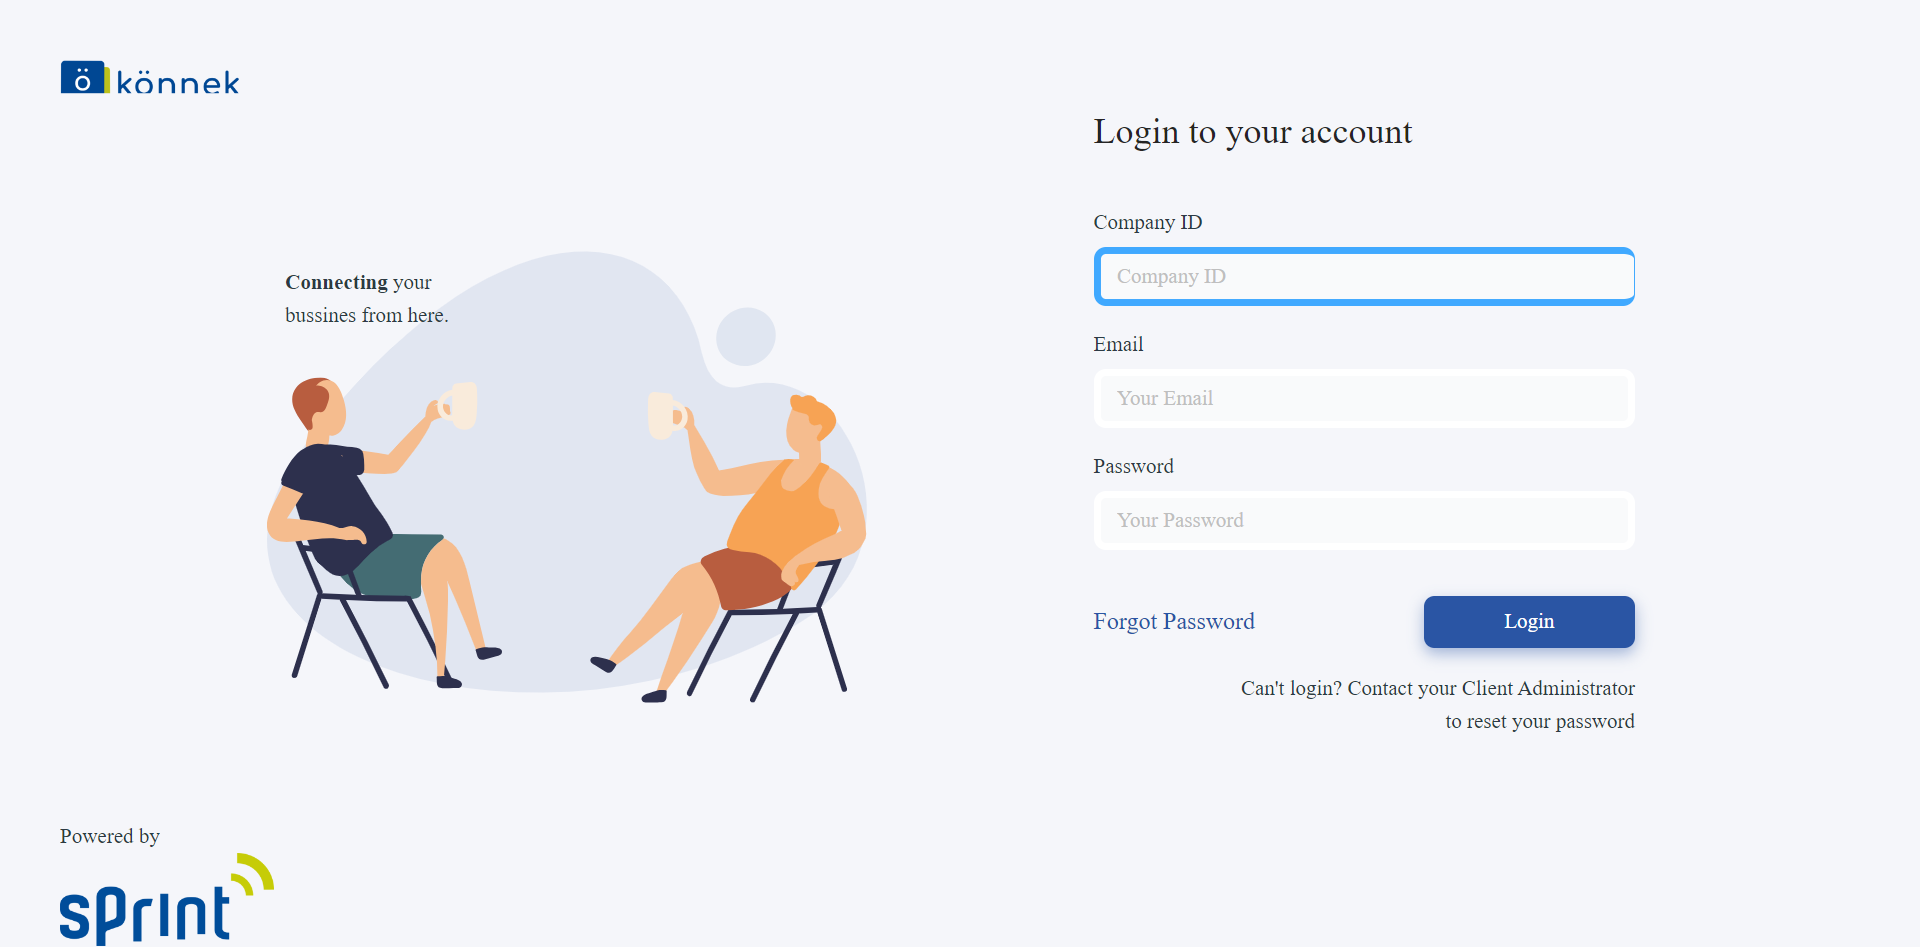 ö könnek
Connecting your
bussines from here.
Powered by
sprint
Login to your account
Company ID
Company ID
Email
Your Email
Password
Your Password
Forgot Password
Login
Can't login? Contact your Client Administrator
to reset your password